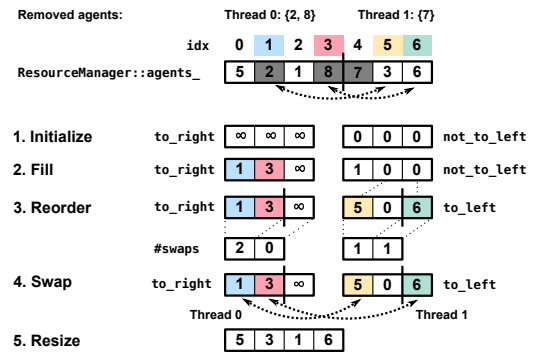 Removed agents: Thread 0: {2, 8} Thread 1: {7}
idx 0 1 2 3 4 5 6
ResourceManager::agents_ 5 2 1 8 7 3 6
1. Initialize to_right ∞ ∞ ∞ 0 0 0 not_to_left
2. Fill to_right 1 3 ∞ 1 0 0 not_to_left
3. Reorder to_right 1 3 ∞ 5 0 6 to_left
#swaps 2 0 1 1
4. Swap to_right 1 3 ∞ 5 0 6 to_left
Thread 0 Thread 1
5. Resize 5 3 1 6